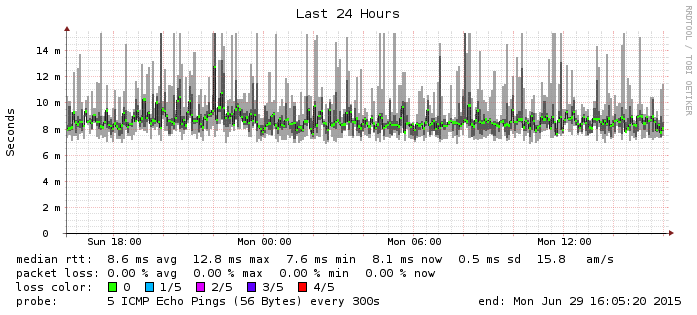 Last 24 Hours
RRDTOOL / TOBI OETIKER
Seconds
14 m
12 m
10 m
8 m
6 m
4 m
2 m
0
Sun 18:00 Mon 00:00 Mon 06:00 Mon 12:00
median rtt: 8.6 ms avg 12.8 ms max 7.6 ms min 8.1 ms now 0.5 ms sd 15.8 am/s
packet loss: 0.00 % avg 0.00 % max 0.00 % min 0.00 % now
loss color: 0 1/5 2/5 3/5 4/5
probe: 5 ICMP Echo Pings (56 Bytes) every 300s end: Mon Jun 29 16:05:20 2015